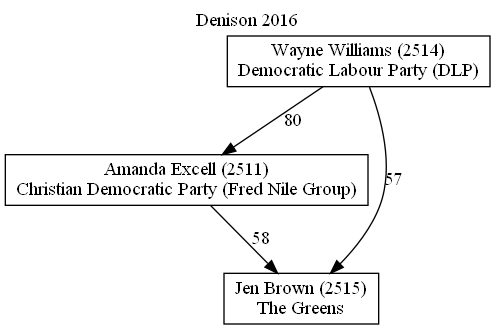 Denison 2016
Wayne Williams (2514)
Democratic Labour Party (DLP)
80
Amanda Excell (2511)
Christian Democratic Party (Fred Nile Group)
57
58
Jen Brown (2515)
The Greens